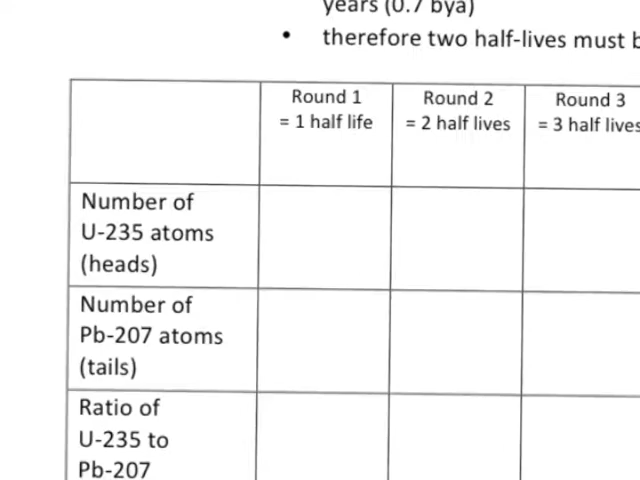 years (0.7 bya)
• therefore two half-lives must
Round 1
= 1 half life
Round 2
= 2 half lives
Round 3
= 3 half lives
Number of
U-235 atoms
(heads)
Number of
Pb-207 atoms
(tails)
Ratio of
U-235 to
Pb-207